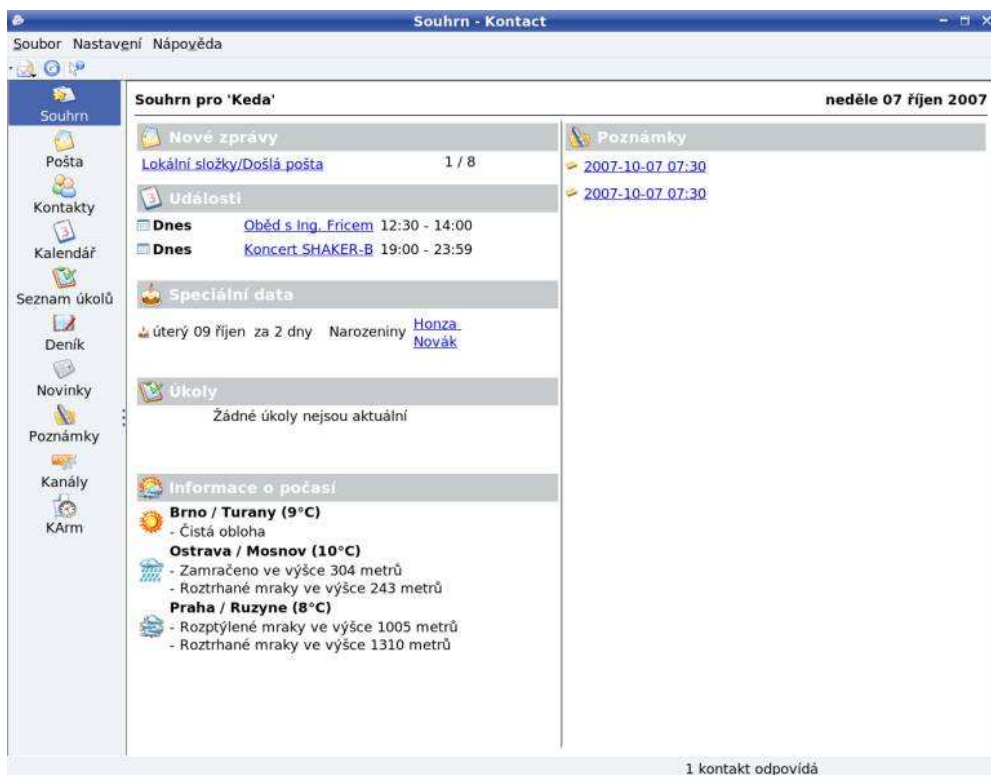 Souhrn - Kontact
Soubor Nastavení Nápověda
Souhrn
Pošta
Kontakty
3
Kalendář
Seznam úkolů
Deník
Novinky
Poznámky
Kanály
KArm
Souhrn pro 'Keda'
neděle 07 říjen 2007
Nové zprávy
Lokální složky/Došlá pošta 1 / 8
3 Události
Dnes Oběd s Ing. Fricem 12:30 - 14:00
Dnes Koncert SHAKER-B 19:00 - 23:59
Speciální data
úterý 09 říjen za 2 dny Narozeniny Honza
Novák
Úkoly
Žádné úkoly nejsou aktuální
Informace o počasí
Brno / Turany (9°C)
- Čistá obloha
Ostrava / Mosnov (10°C)
- Zamračeno ve výšce 304 metrů
- Roztrhané mraky ve výšce 243 metrů
Praha / Ruzyne (8°C)
- Rozptýlené mraky ve výšce 1005 metrů
- Roztrhané mraky ve výšce 1310 metrů
Poznámky
2007-10-07 07:30
2007-10-07 07:30
1 kontakt odpovídá